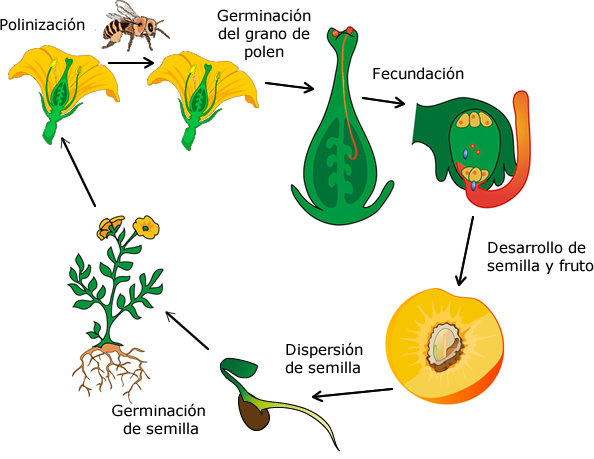 Polinización
Germinación
del grano de
polen
Fecundación
Desarrollo de
semilla y fruto
Dispersión
de semilla
Germinación
de semilla